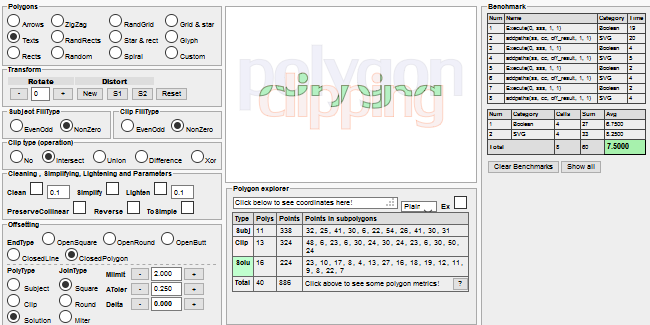 Polygons
Arrows ZigZag RandGrid Grid & star
Texts RandRects Star & rect Glyph
Rects Random Spiral Custom
Transform
Rotate Distort
- 0 + New S1 S2 Reset
Subject FillType
EvenOdd NonZero
Clip FillType
EvenOdd NonZero
Clip type (operation)
No Intersect Union Difference Xor
Cleaning , Simplifying, Lightening and Parameters
Clean 0.1 Simplify Lighten 0.1
PreserveCollinear Reverse ToSimple
Offsetting
EndType OpenSquare OpenRound OpenButt
ClosedLine ClosedPolygon
PolyType JoinType
Subject Square
Clip Round
Solution Miter
Mlimit - 2.000 +
AToler - 0.250 +
Delta - 0.000 +
polygon
clipping
Polygon explorer
Click below to see coordinates here! Plain Ex
Type Polys Points Points in subpolygons
Subj 11 338 32, 25, 41, 30, 6, 22, 54, 26, 41, 30, 31
Clip 13 324 48, 6, 23, 6, 30, 24, 30, 24, 23, 6, 30, 50,
24
Solu 16 224 23, 10, 17, 8, 4, 13, 27, 16, 18, 19, 12, 11,
9, 8, 22, 7
Total 40 886 Click above to see some polygon metrics! ?
Benchmark
Num Name Category Time
1 Execute(0, sss, 1, 1) Boolean 19
2 addpaths(ss, cc, off_result, 1, 1) SVG 20
3 Execute(0, sss, 1, 1) Boolean 4
4 addpaths(ss, cc, off_result, 1, 1) SVG 5
5 Execute(0, sss, 1, 1) Boolean 2
6 addpaths(ss, cc, off_result, 1, 1) SVG 4
7 Execute(0, sss, 1, 1) Boolean 2
8 addpaths(ss, cc, off_result, 1, 1) SVG 4
Num Category Calls Sum Avg
1 Boolean 4 27 6.7500
2 SVG 4 33 8.2500
Total 8 60 7.5000
Clear Benchmarks Show all